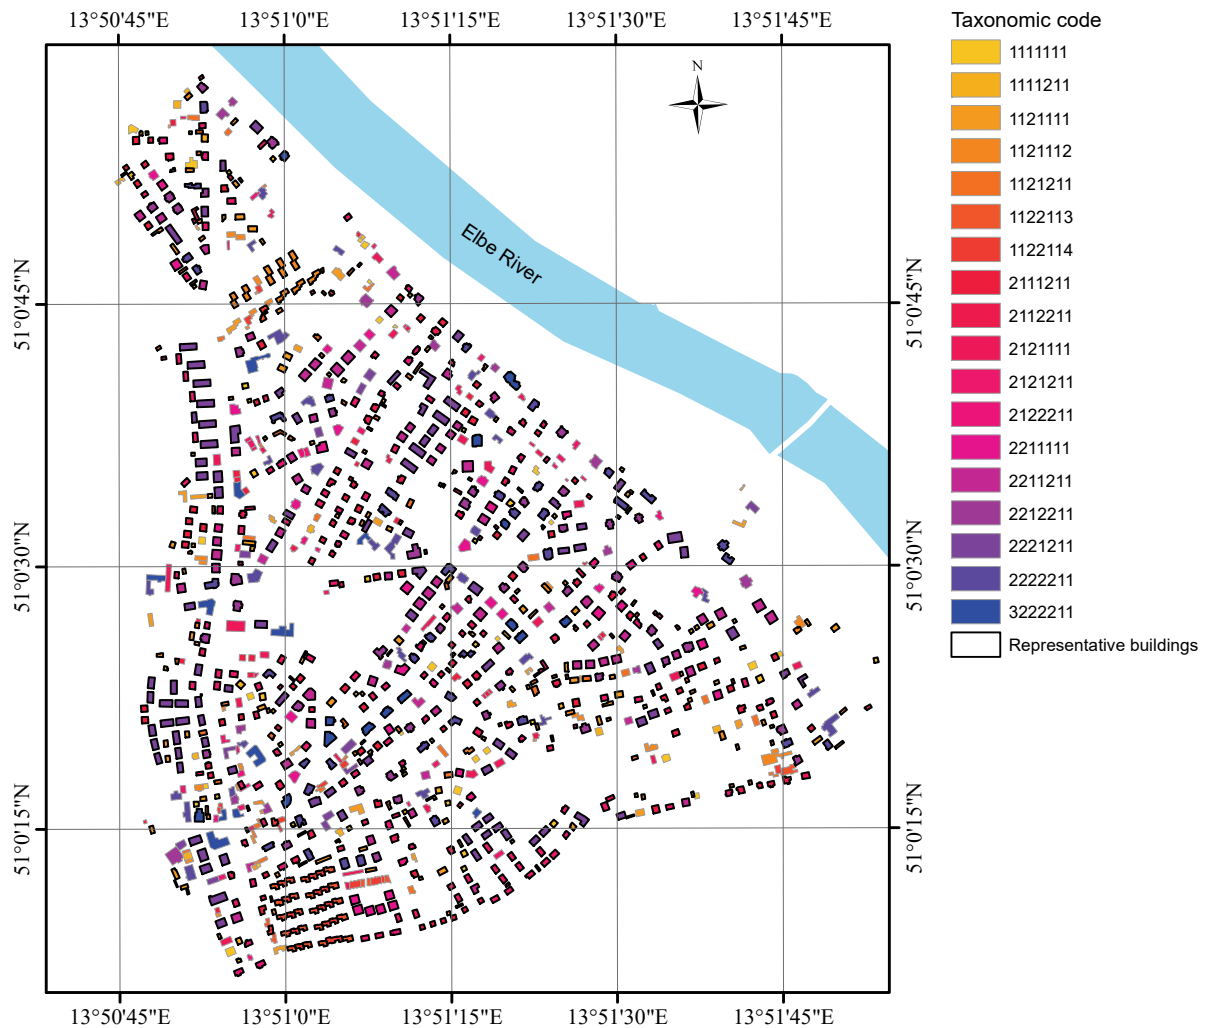 13°50'45"E
13°51'0"E
13°51'15"E
13°51'30"E
13°51'45"E
N
Elbe River
51°0'45"N
51°0'30"N
51°0'15"N
51°0'45"N
51°0'30"N
51°0'15"N
13°50'45"E
13°51'0"E
13°51'15"E
13°51'30"E
13°51'45"E
Taxonomic code
1111111
1111211
1121111
1121112
1121211
1122113
1122114
2111211
2112211
2121111
2121211
2122211
2211111
2211211
2212211
2221211
2222211
3222211
Representative buildings